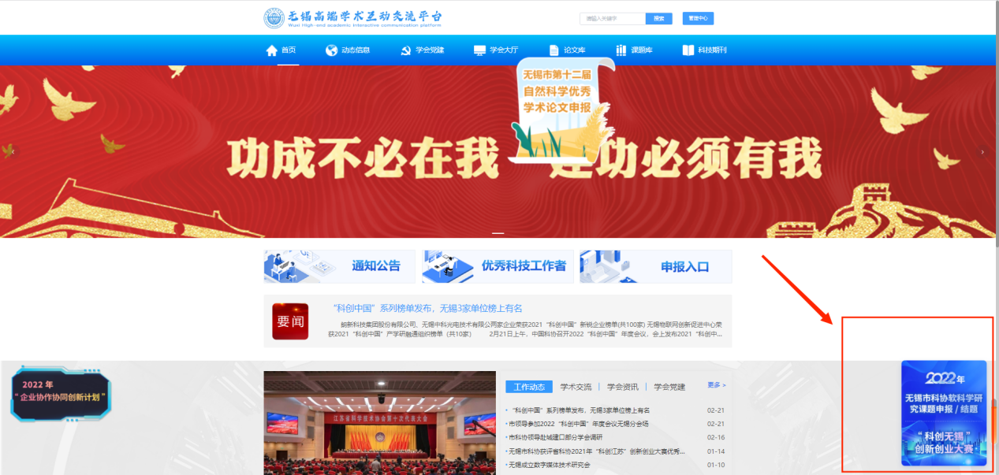 无锡高端学术互动交流平台
Wuxi High-end academic interactive communication platform
请输入关键字
搜索
管理中心
首页
动态信息
学会党建
学会大厅
论文库
课题库
科技期刊
无锡市第十二届
自然科学优秀
学术论文申报
功成不必在我
功必须有我
通知公告
优秀科技工作者
申报入口
要闻
“科创中国”系列榜单发布，无锡3家单位榜上有名
朗新科技集团股份有限公司、无锡中科光电技术有限公司两家企业荣获2021“科创中国”新锐企业榜单(共100家) 无锡物联网创新促进中心荣
获2021“科创中国”产学研融通组织榜单（共10家） 2月21日上午，中国科协召开2022“科创中国”年度会议，会上发布2021“科创中...
2022 年
“企业协作协同创新计划”
江苏省科学技术协会第十次代表大会
工作动态 | 学术交流 | 学会资讯 | 学会党建
更多 >
“科创中国”系列榜单发布，无锡3家单位榜上有名 02-21
市领导参加2022“科创中国”年度会议无锡分会场 02-21
市科协领导赴城建口部分学会调研 02-16
无锡市科协获评省科协2021年“科创江苏”创新创业大赛优秀... 01-14
无锡成立数字媒体技术研究会 01-10
2022年
无锡市科协软科学研
究课题申报 / 结题
“科创无锡”
创新创业大赛